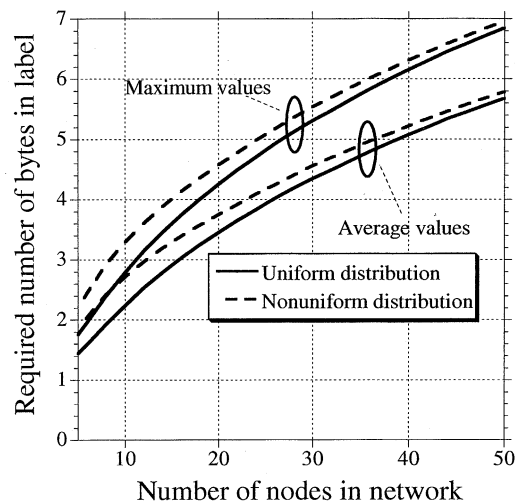 Required number of bytes in label
7
6
5
4
3
2
1
0
Maximum values
Average values
Uniform distribution
Nonuniform distribution
10
20
30
40
50
Number of nodes in network